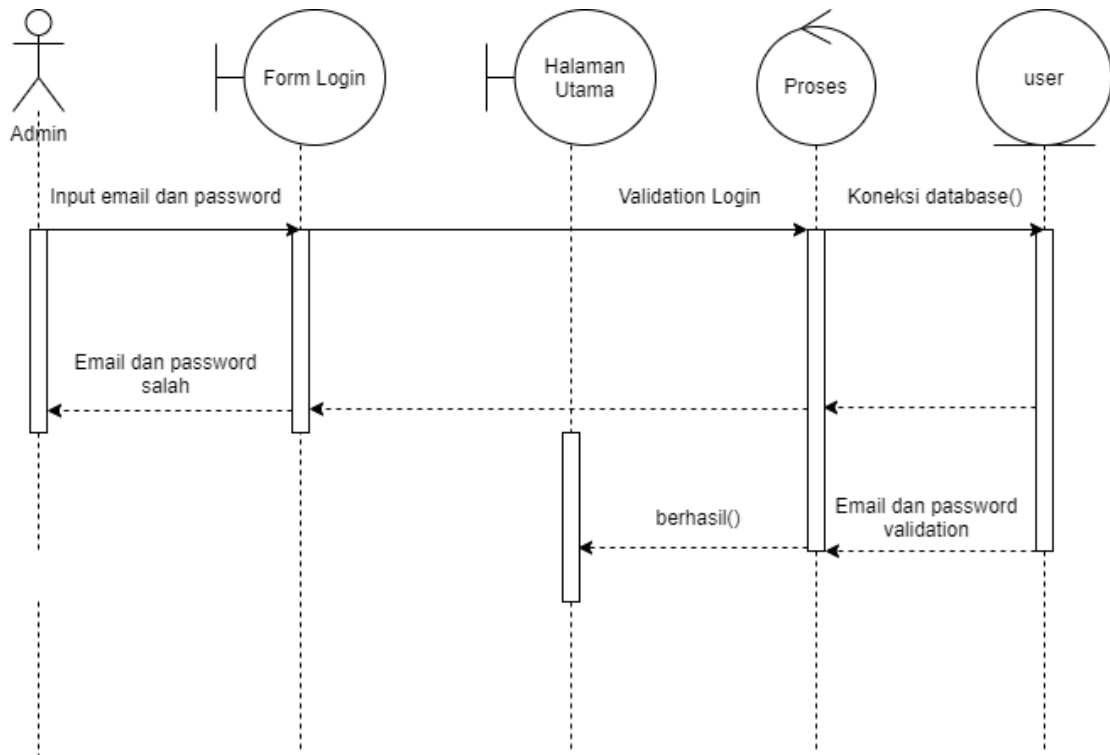 Form Login
Halaman
Utama
Proses
user
Admin
Input email dan password
Validation Login
Koneksi database()
Email dan password
salah
Email dan password
validation
berhasil()